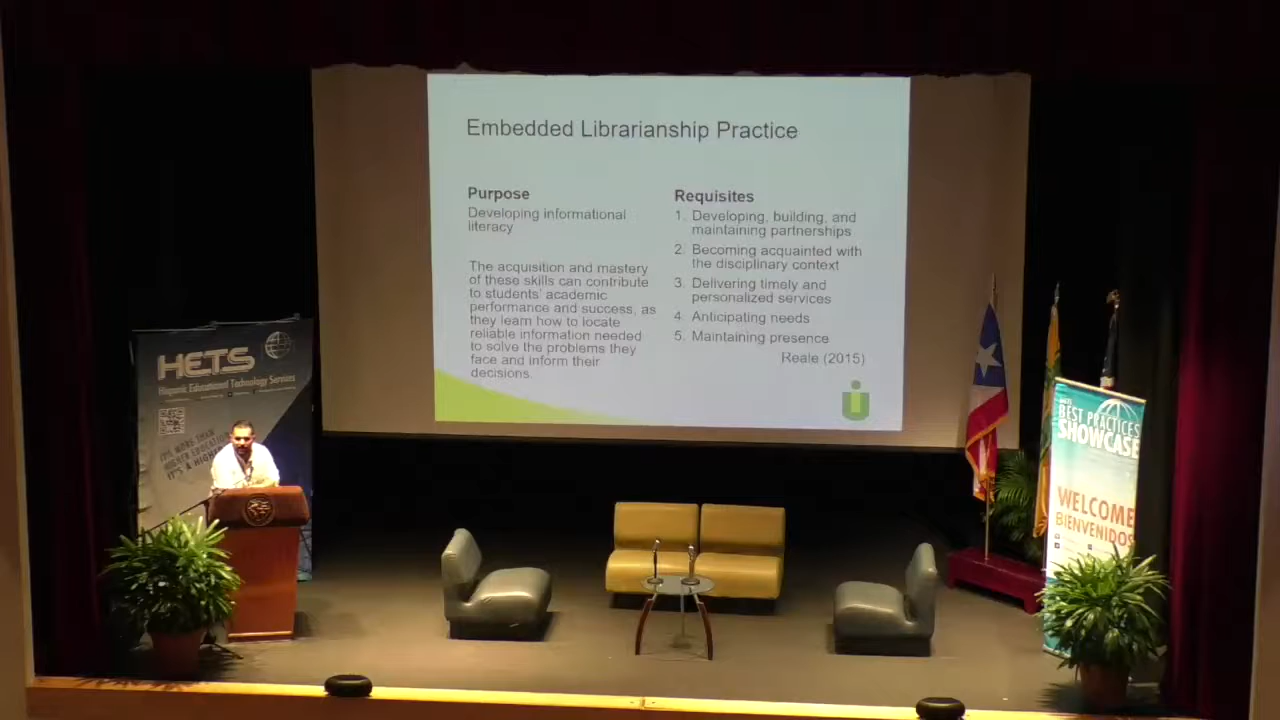 Embedded Librarianship Practice
Purpose
Developing informational
literacy
The acquisition and mastery
of these skills can contribute
to students' academic
performance and success, as
they learn how to locate
reliable information needed
to solve the problems they
face and inform their
decisions.
Requisites
1. Developing, building, and
maintaining partnerships
2. Becoming acquainted with
the disciplinary context
3. Delivering timely and
personalized services
4. Anticipating needs
5. Maintaining presence
Reale (2015)
HETS
Hispanic Educational Technology Services
HETS
BEST PRACTICES
SHOWCASE
WELCOME
BIENVENIDOS